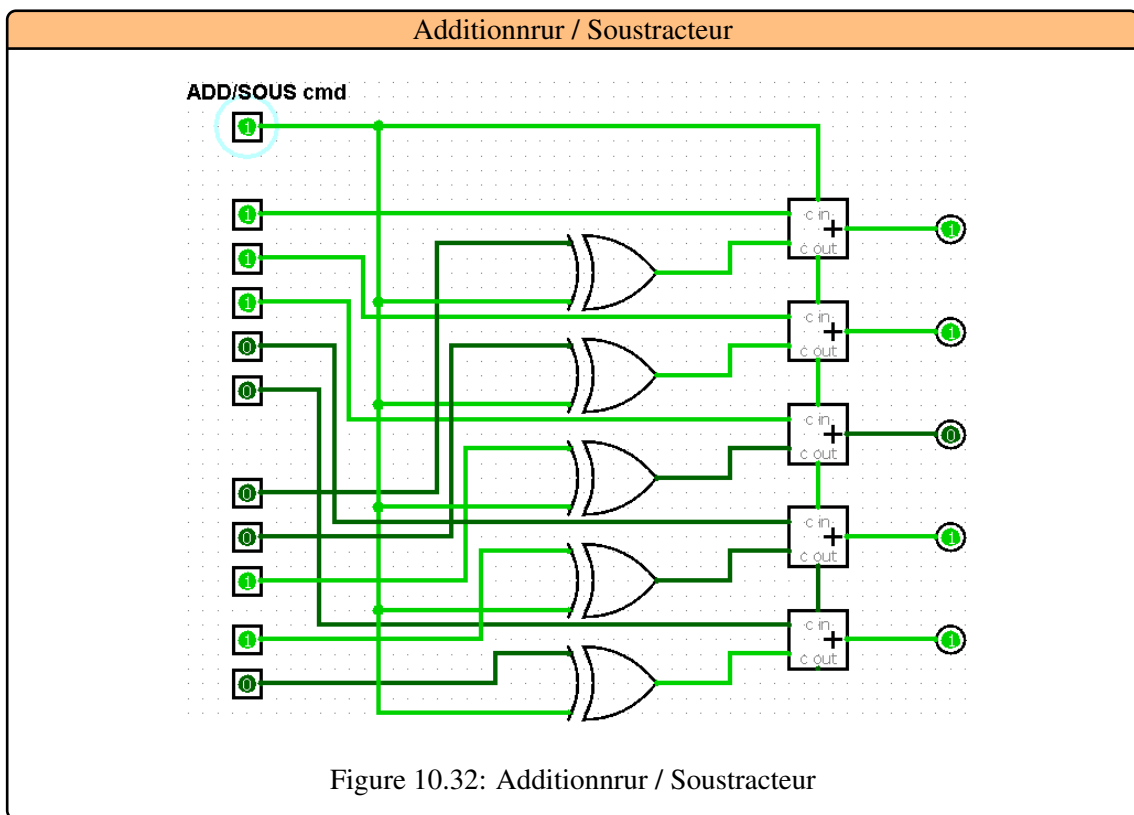 Additionnrur / Soustracteur
ADD/SOUS cmd
1
1
c in
+
c out
1
1
1
c in
+
c out
1
0
0
c in
+
c out
0
0
0
c in
+
c out
1
1
1
c in
+
c out
1
0
Figure 10.32: Additionnrur / Soustracteur